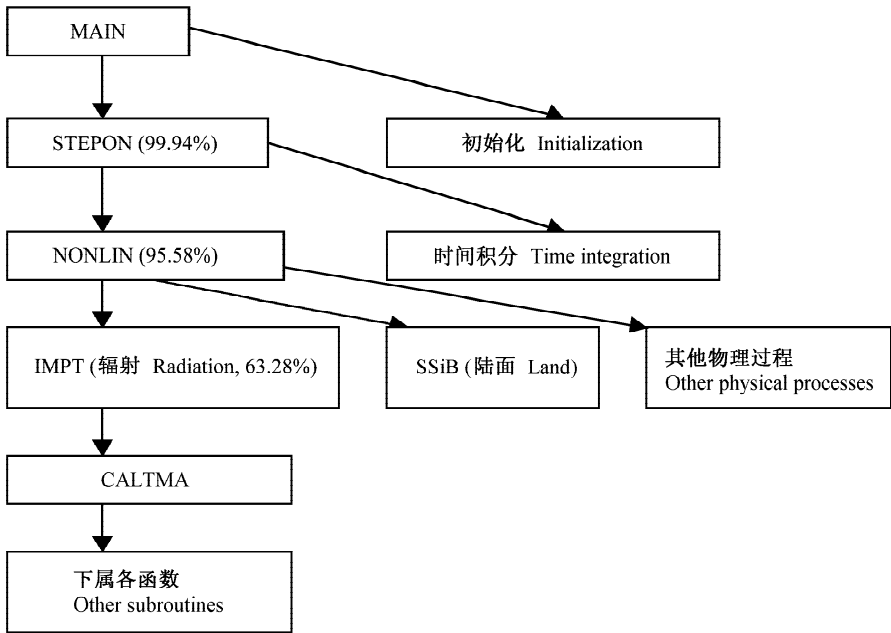 MAIN
STEPON (99.94%)
初始化 Initialization
NONLIN (95.58%)
时间积分 Time integration
IMPT (辐射 Radiation, 63.28%)
SSiB (陆面 Land)
其他物理过程
Other physical processes
CALTMA
下属各函数
Other subroutines